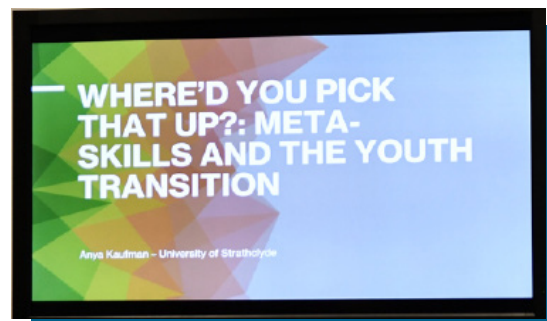 WHERE'D YOU PICK
THAT UP?: META-
SKILLS AND THE YOUTH
TRANSITION
Anya Kaufman – University of Strathclyde